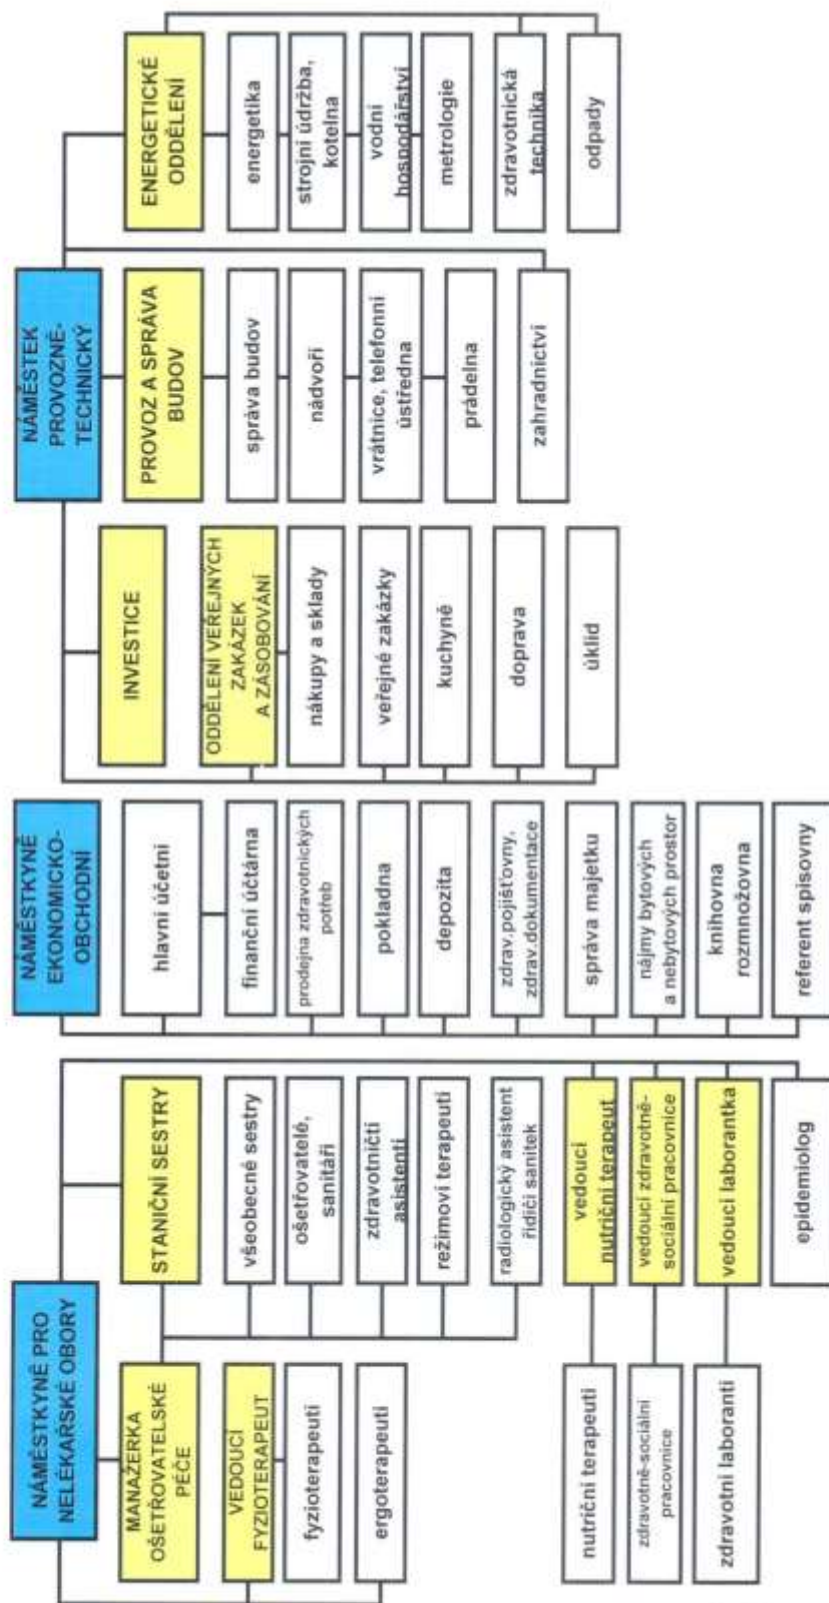 NÁMĚSTKYNĚ PRO
NELÉKAŘSKÉ OBORY
MANAŽERKA
OŠETŘOVATELSKÉ
PÉČE
VEDOUCÍ
FYZIOTERAPEUT
fyzioterapeuti
ergoterapeuti
nutriční terapeuti
zdravotně-sociální
pracovnice
zdravotní laboranti
STANIČNÍ SESTRY
všeobecné sestry
ošetřovatelé,
sanitáři
zdravotničtí
asistenti
režimoví terapeuti
radiologický asistent
řidiči sanitek
vedoucí
nutriční terapeut
vedoucí zdravotně-
sociální pracovnice
vedoucí laborantka
epidemiolog
NÁMĚSTKYNĚ
EKONOMICKO-
OBCHODNÍ
hlavní účetní
finanční účtárna
prodejna zdravotnických
potřeb
pokladna
depozita
zdrav.pojišťovny,
zdrav.dokumentace
správa majetku
nájmy bytových
a nebytových prostor
knihovna
rozmnožovna
referent spisovny
NÁMĚSTEK
PROVOZNĚ-
TECHNICKÝ
INVESTICE
ODDĚLENÍ VEŘEJNÝCH
ZAKÁZEK
A ZÁSOBOVÁNÍ
nákupy a sklady
veřejné zakázky
kuchyně
doprava
úklid
PROVOZ A SPRÁVA
BUDOV
správa budov
nádvoří
vrátnice, telefonní
ústředna
prádelna
zahradnictví
ENERGETICKÉ
ODDĚLENÍ
energetika
strojní údržba,
kotelna
vodní
hospodářství
metrologie
zdravotnická
technika
odpady